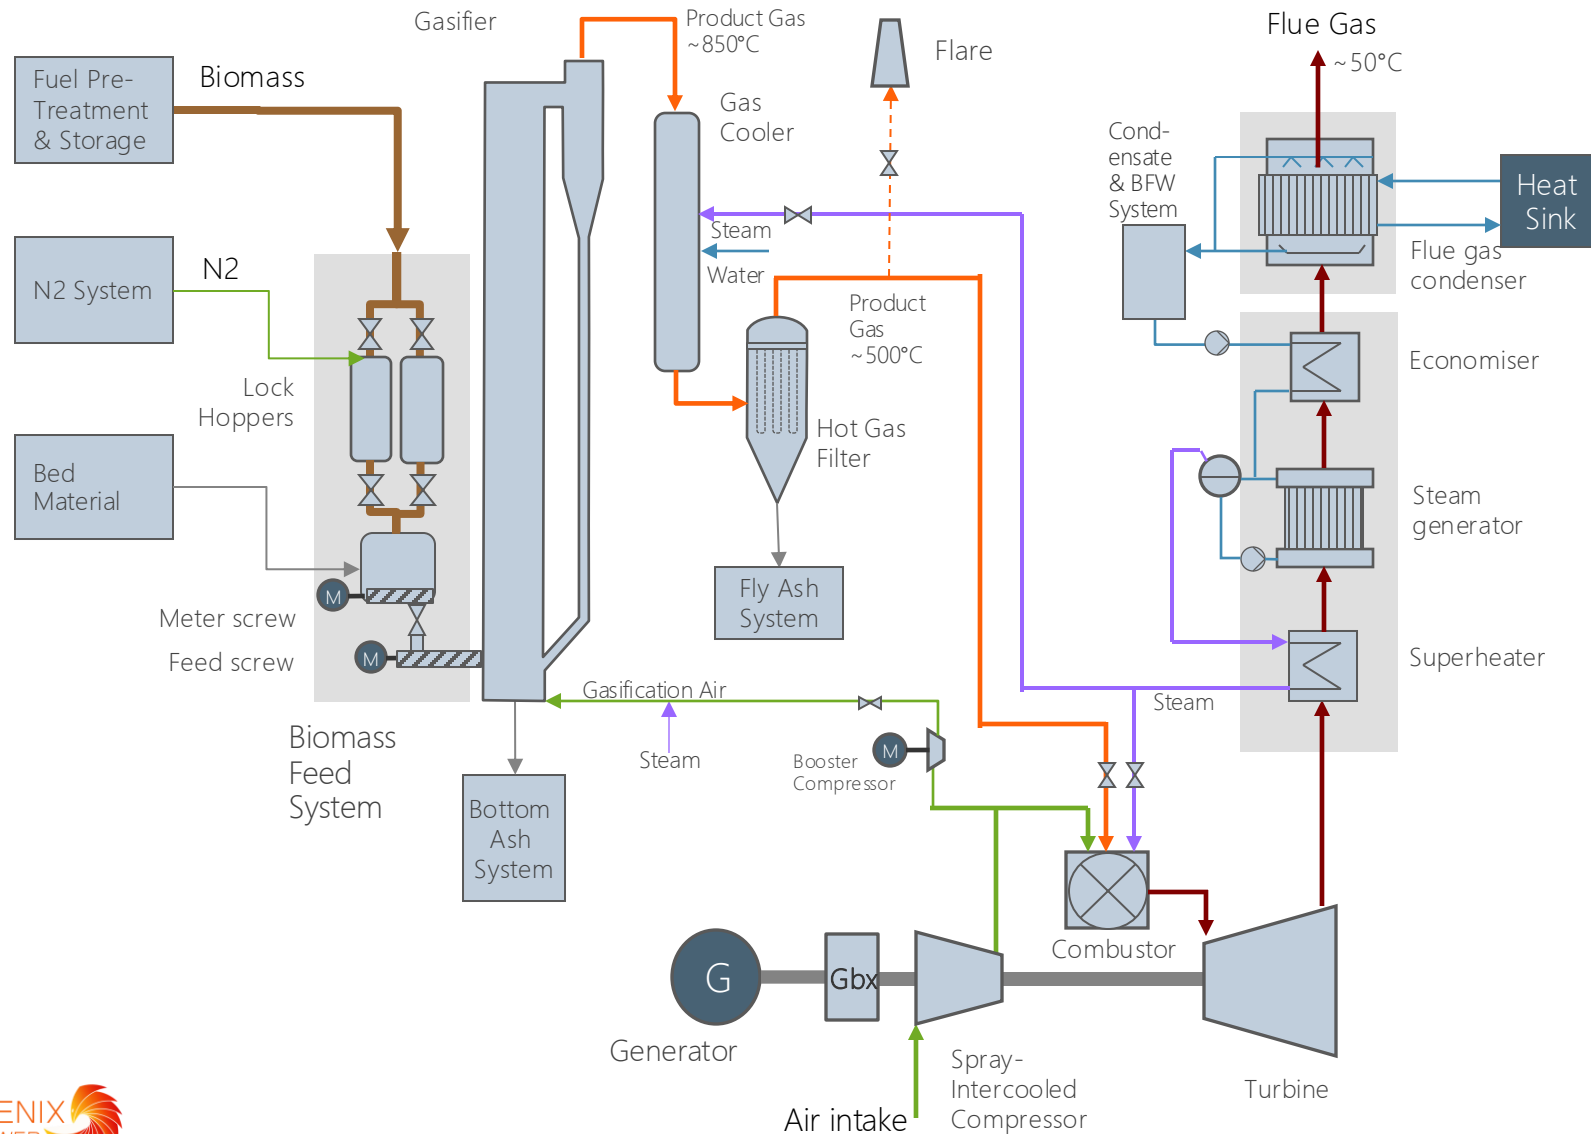 Gasifier
Product Gas
~850°C
Flare
Flue Gas
~50°C
Fuel Pre-
Treatment
& Storage
Biomass
Gas
Cooler
Cond-
ensate
& BFW
System
Heat
Sink
N2 System
N2
Steam
Water
Flue gas
condenser
Product
Gas
~500°C
Economiser
Lock
Hoppers
Hot Gas
Filter
Bed
Material
Steam
generator
Fly Ash
System
M
Meter screw
M
Feed screw
Superheater
Gasification Air
Steam
Steam
Biomass
Feed
System
M
Booster
Compressor
Bottom
Ash
System
Combustor
G
Gbx
Generator
Spray-
Intercooled
Compressor
Turbine
Air intake
ENIX